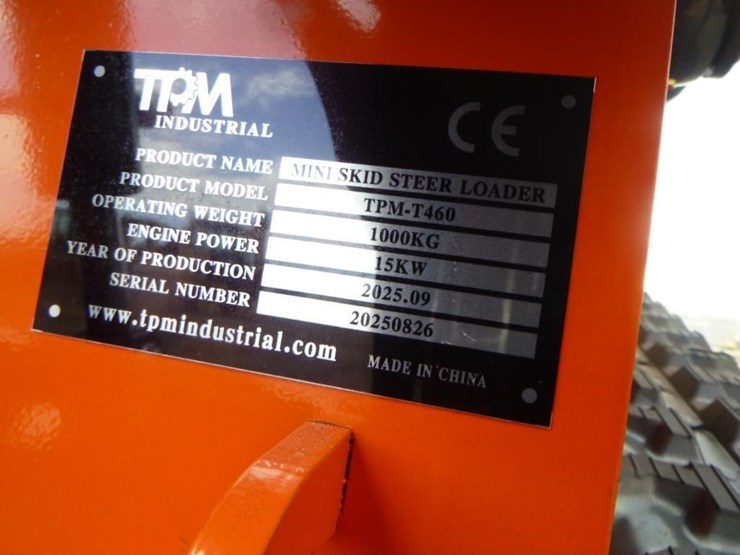 TPM
INDUSTRIAL
CE
PRODUCT NAME MINI SKID STEER LOADER
PRODUCT MODEL TPM-T460
OPERATING WEIGHT 1000KG
ENGINE POWER 15KW
YEAR OF PRODUCTION 2025.09
SERIAL NUMBER 20250826
www.tpmindustrial.com
MADE IN CHINA